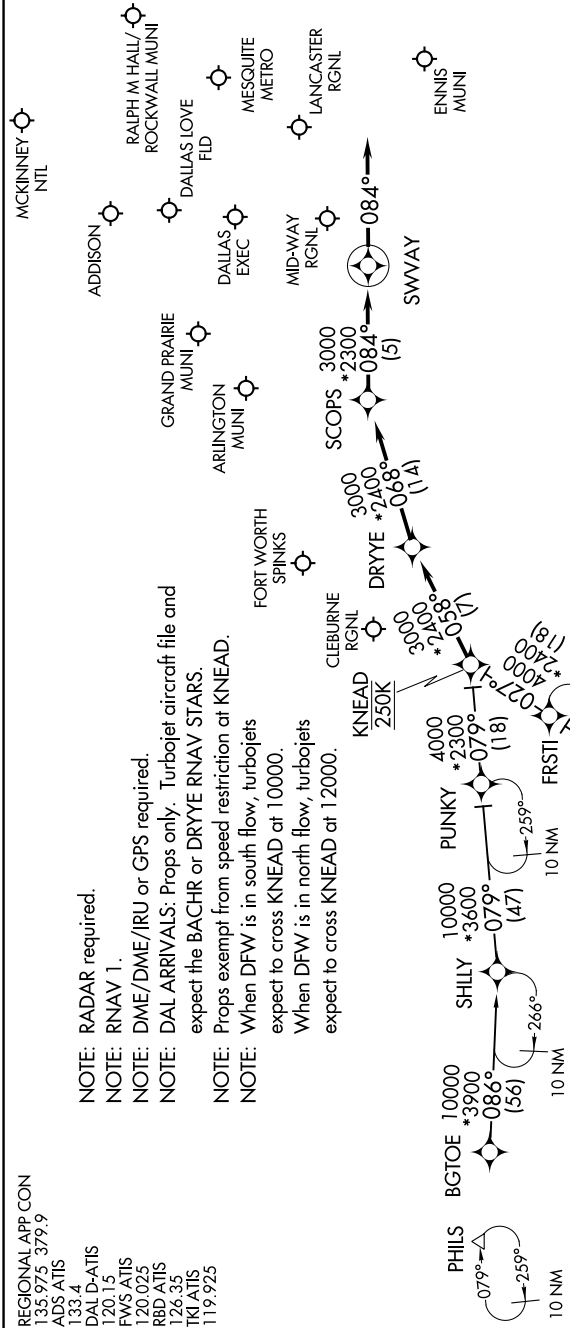 REGIONAL APP CON
135.975 379.9
ADS ATIS
133.4
DAL D-ATIS
120.15
FWS ATIS
120.025
RBD ATIS
126.35
TKI ATIS
119.925
NOTE: RADAR required.
NOTE: RNAV 1.
NOTE: DME/DME/IRU or GPS required.
NOTE: DAL ARRIVALS: Props only. Turbojet aircraft file and
expect the BACHR or DRYYE RNAV STARS.
NOTE: Props exempt from speed restriction at KNEAD.
NOTE: When DFW is in south flow, turbojets
expect to cross KNEAD at 10000.
When DFW is in north flow, turbojets
expect to cross KNEAD at 12000.
MCKINNEY
NTL
RALPH M HALL/
ROCKWALL MUNI
ADDISON
DALLAS LOVE
FLD
MESQUITE
METRO
GRAND PRAIRIE
MUNI
DALLAS
EXEC
LANCASTER
RGNL
ARLINGTON
MUNI
MID-WAY
RGNL
FORT WORTH
SPINKS
ENNIS
MUNI
CLEBURNE
RGNL
PHILS
079°
259°
10 NM
BGTOE
10000
*3900
086°
(56)
SHLLY
266°
10 NM
10000
*3600
079°
(47)
PUNKY
259°
10 NM
4000
*2300
079°
(18)
KNEAD
250K
FRSTI
027°
4000
*2400
(18)
3000
*2400
058°
(7)
DRYYE
3000
*2400
068°
(14)
SCOPS
3000
*2300
084°
(5)
SWVAY
084°